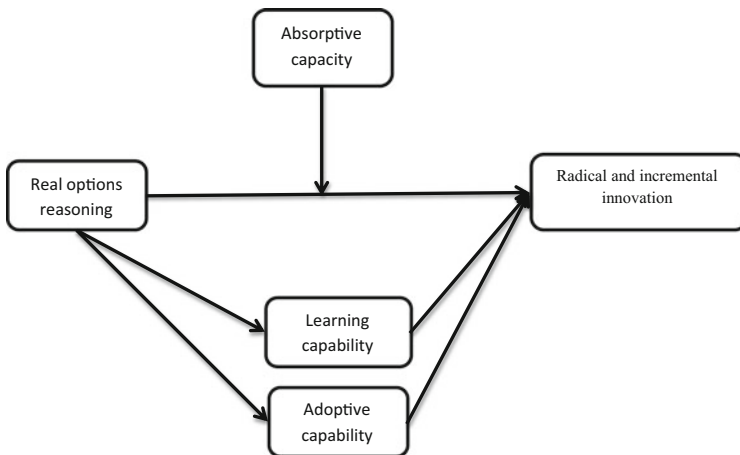 Absorptive
capacity
Real options
reasoning
Radical and incremental
innovation
Learning
capability
Adoptive
capability